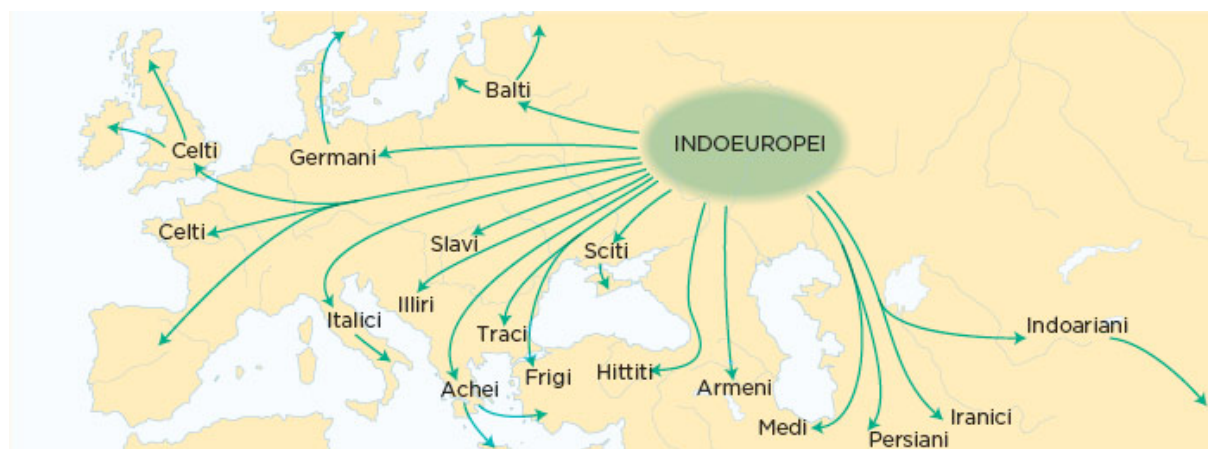 Balti
INDOEUROPEI
Celti
Germani
Celti
Slavi
Sciti
Illiri
Italici
Traci
Indoariani
Achei
Frigi
Hittiti
Armeni
Iranici
Medi
Persiani